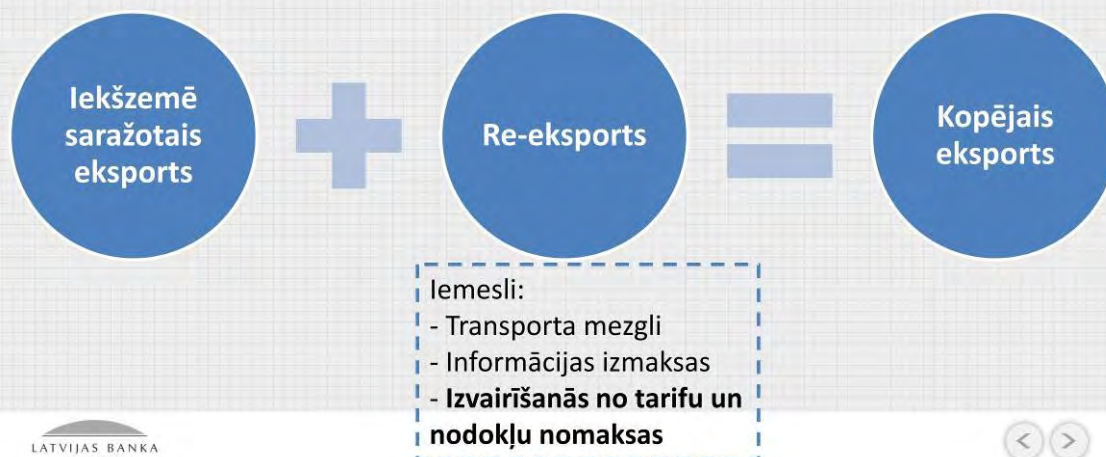 Iekšzemē
saražotais
eksports
Re-eksports
Kopējais
eksports
Iemesli:
- Transporta mezgli
- Informācijas izmaksas
- Izvairīšanās no tarifu un
nodokļu nomaksas
LATVIJAS BANKA